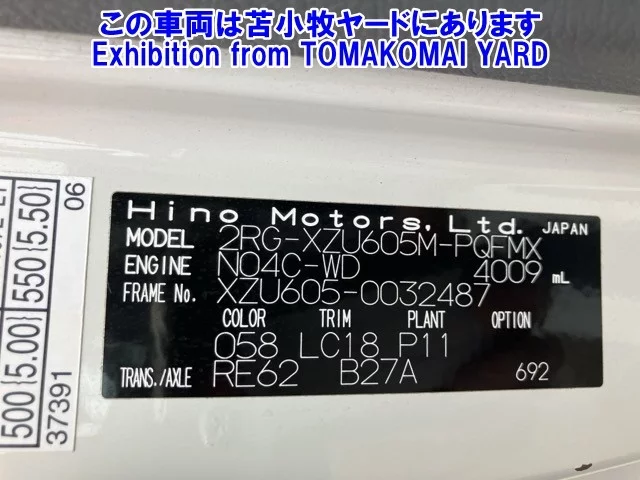 この車両は苫小牧ヤードにあります
Exhibition from TOMAKOMAI YARD
Hino Motors, Ltd. JAPAN
MODEL 2RG-XZU605M-PQFMX
ENGINE N04C-WD 4009 mL
FRAME No. XZU605-0032487
COLOR TRIM PLANT OPTION
058 LC18 P11
TRANS./AXLE RE62 B27A 692
500 [5.00] 550 [5.50]
37391
06